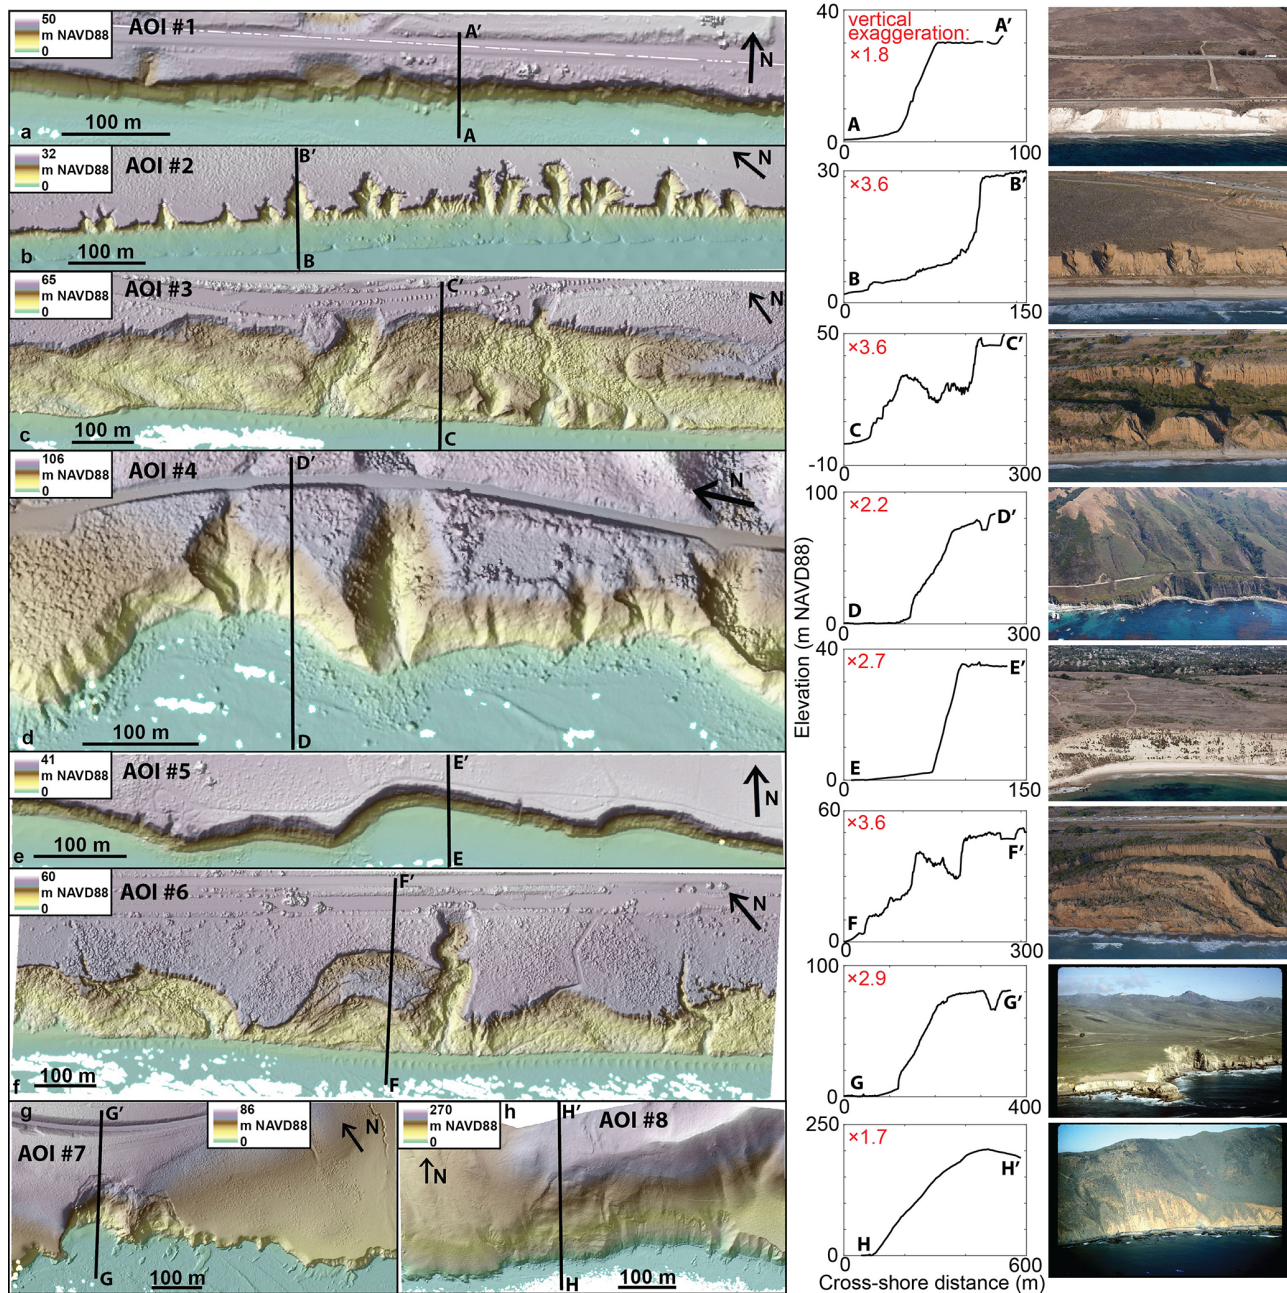 50
m NAVD88
0
AOI #1
A'
N
100 m
a
A
32
m NAVD88
0
AOI #2
B'
N
100 m
b
B
65
m NAVD88
0
AOI #3
C'
N
100 m
c
C
106
m NAVD88
0
AOI #4
D'
N
100 m
d
D
41
m NAVD88
0
AOI #5
E'
N
100 m
e
E
60
m NAVD88
0
AOI #6
F'
N
100 m
f
F
g
G'
86
m NAVD88
0
N
AOI #7
G
100 m
270
m NAVD88
0
h
H'
AOI #8
N
H
100 m
Elevation (m NAVD88)
40
vertical
exaggeration:
×1.8
A'
A
0
0
100
30
×3.6
B'
B
0
0
150
50
×3.6
C'
C
-10
0
300
100
×2.2
D'
D
0
0
300
40
×2.7
E'
E
0
0
150
60
×3.6
F'
F
0
0
300
100
×2.9
G'
G
0
0
400
250
×1.7
H'
H
0
0
600
Cross-shore distance (m)